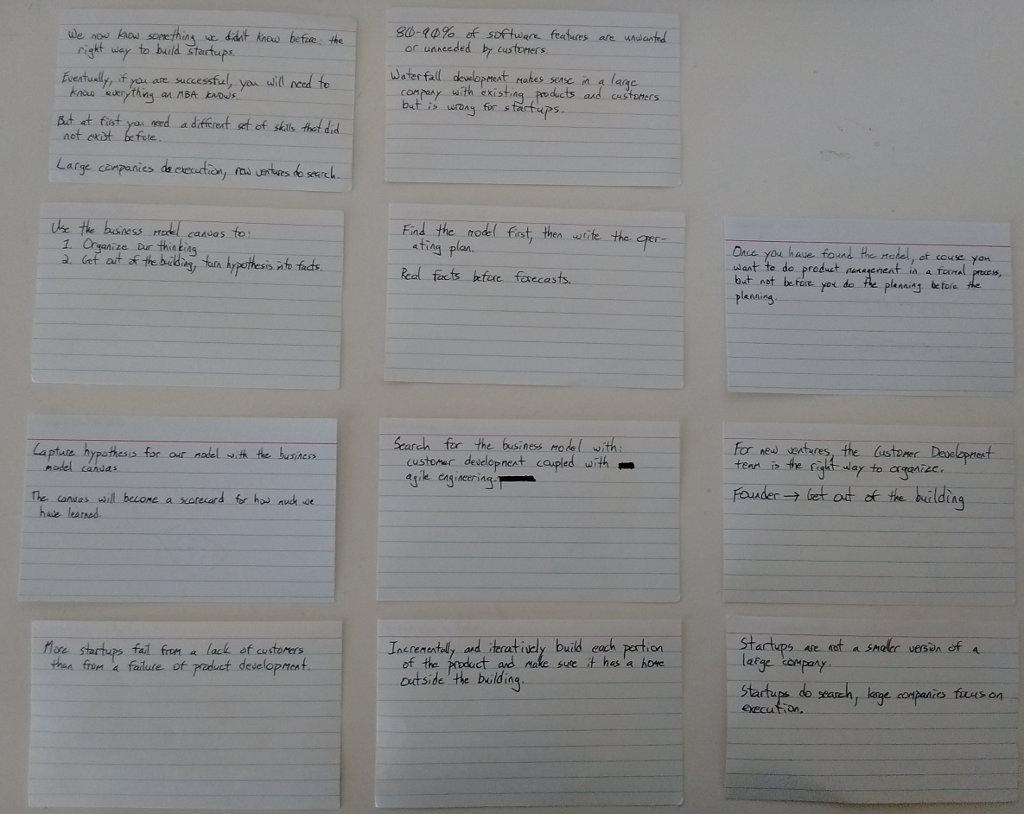 We now know something we didn't know before: the
right way to build startups.
Eventually, if you are successful, you will need to
know everything an MBA knows.
But at first you need a different set of skills that did
not exist before.
Large companies do execution, new ventures do search.
80-90% of software features are unwanted
or unneeded by customers.
Waterfall development makes sense in a large
company with existing products and customers
but is wrong for startups.
Use the business model canvas to:
1. Organize our thinking
2. Get out of the building, turn hypothesis into facts.
Find the model first, then write the oper-
ating plan.
Real facts before forecasts.
Once you have found the model, of couse you
want to do product management in a formal process,
but not before you do the planning before the
planning.
Capture hypothesis for our model with the business
model canvas
The canvas will become a scorecard for how much we
have learned.
Search for the business model with:
customer development coupled with
agile engineering.
For new ventures, the Customer Development
team is the right way to organize.
Founder → Get out of the building
More startups fail from a lack of customers
than from a failure of product development.
Incrementally and iteratively build each portion
of the product and make sure it has a home
outside the building.
Startups are not a smaller version of a
large company.
Startups do search, large companies focus on
execution.